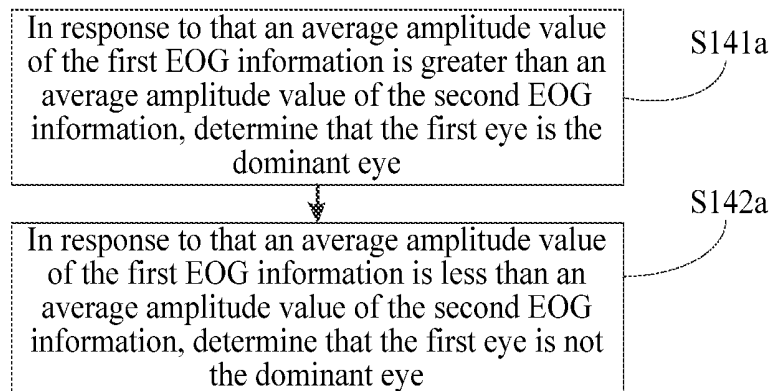 In response to that an average amplitude value
of the first EOG information is greater than an
average amplitude value of the second EOG
information, determine that the first eye is the
dominant eye
S141a
In response to that an average amplitude value
of the first EOG information is less than an
average amplitude value of the second EOG
information, determine that the first eye is not
the dominant eye
S142a